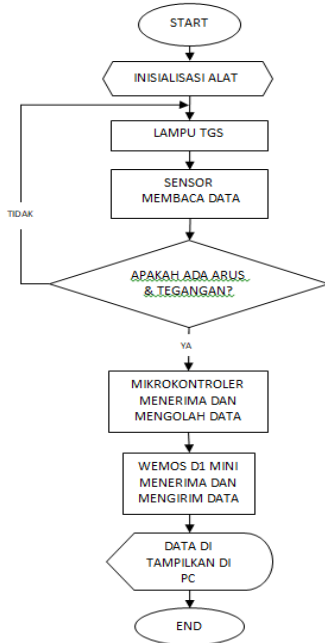 START
INISIALISASI ALAT
LAMPU TGS
SENSOR
MEMBACA DATA
TIDAK
APAKAH ADA ARUS
& TEGANGAN?
YA
MIKROKONTROLER
MENERIMA DAN
MENGOLAH DATA
WEMOS D1 MINI
MENERIMA DAN
MENGIRIM DATA
DATA DI
TAMPILKAN DI
PC
END